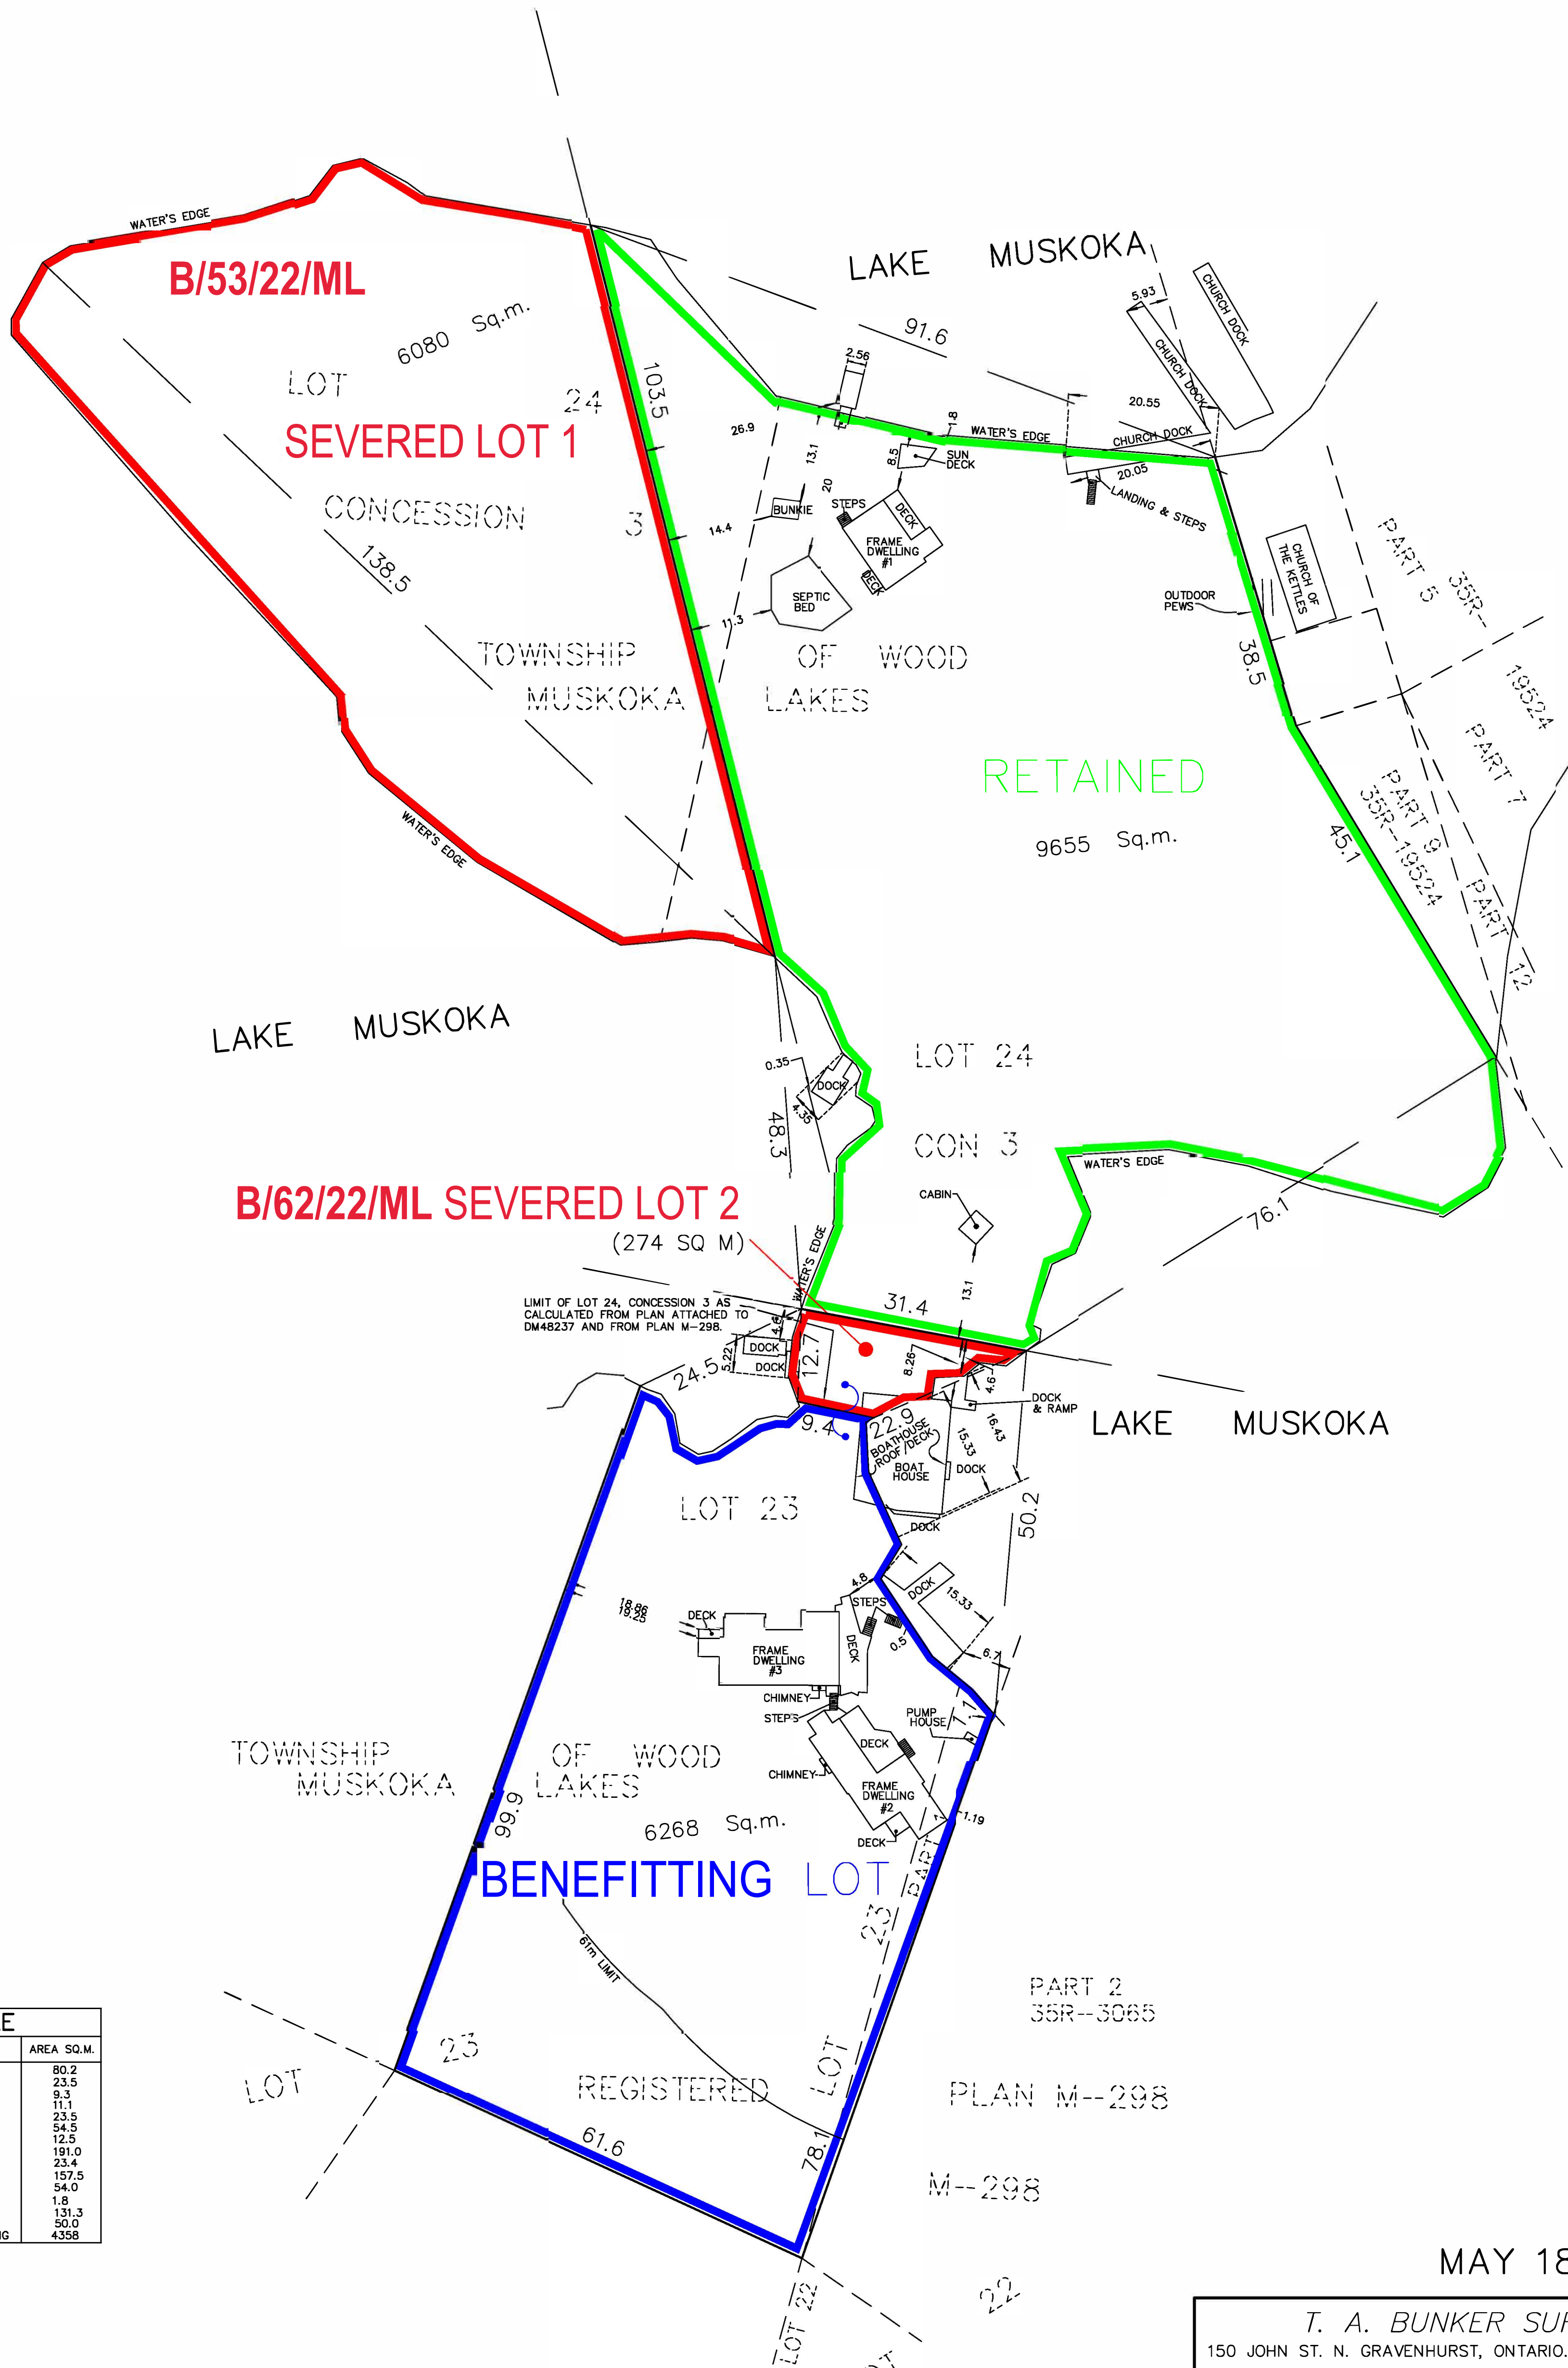 WATER'S EDGE
B/53/22/ML
6080 Sq.m.
LOT 24
SEVERED LOT 1
CONCESSION 3
138.5
103.5
LAKE MUSKOKA
91.6
5.93
CHURCH DOCK
CHURCH DOCK
2.56
20.55
26.9
13.1
1.8
WATER'S EDGE
CHURCH DOCK
8.5
SUN
DECK
20
20.05
LANDING & STEPS
BUNKIE
STEPS
DECK
14.4
FRAME
DWELLING
#1
DECK
SEPTIC
BED
11.3
CHURCH OF
THE KETTLES
OUTDOOR
PEWS
38.5
PART 5
35R-
19524
PART 7
PART 9
35R--19524
PART 12
45.1
TOWNSHIP OF WOOD
MUSKOKA LAKES
RETAINED
9655 Sq.m.
WATER'S EDGE
LAKE MUSKOKA
LOT 24
0.35
DOCK
4.35
48.3
CON 3
WATER'S EDGE
76.1
B/62/22/ML SEVERED LOT 2
(274 SQ M)
CABIN
WATER'S EDGE
13.1
31.4
LIMIT OF LOT 24, CONCESSION 3 AS
CALCULATED FROM PLAN ATTACHED TO
DM48237 AND FROM PLAN M-298.
4.6
5.22
DOCK
DOCK
12.7
8.26
24.5
4.6
DOCK
& RAMP
9.4
22.9
BOATHOUSE
ROOF/DECK
BOAT
HOUSE
DOCK
15.33
16.43
LAKE MUSKOKA
50.2
DOCK
LOT 23
4.8
DOCK
15.33
18.86
19.25
DECK
STEPS
DECK
0.5
6.7
FRAME
DWELLING
#3
CHIMNEY
STEPS
PUMP
HOUSE
1.1
DECK
CHIMNEY
FRAME
DWELLING
#2
DECK
1.19
TOWNSHIP OF WOOD
MUSKOKA LAKES
99.9
6268 Sq.m.
BENEFITTING LOT
PART
23
LOT
61m LIMIT
PART 2
35R--3065
LOT 23
REGISTERED
PLAN M--298
61.6
78.1
M--298
LOT 22
22
E
AREA SQ.M.
80.2
23.5
9.3
11.1
23.5
54.5
12.5
191.0
23.4
157.5
54.0
1.8
131.3
50.0
NG 4358
MAY 18
T. A. BUNKER SUR
150 JOHN ST. N. GRAVENHURST, ONTARIO,